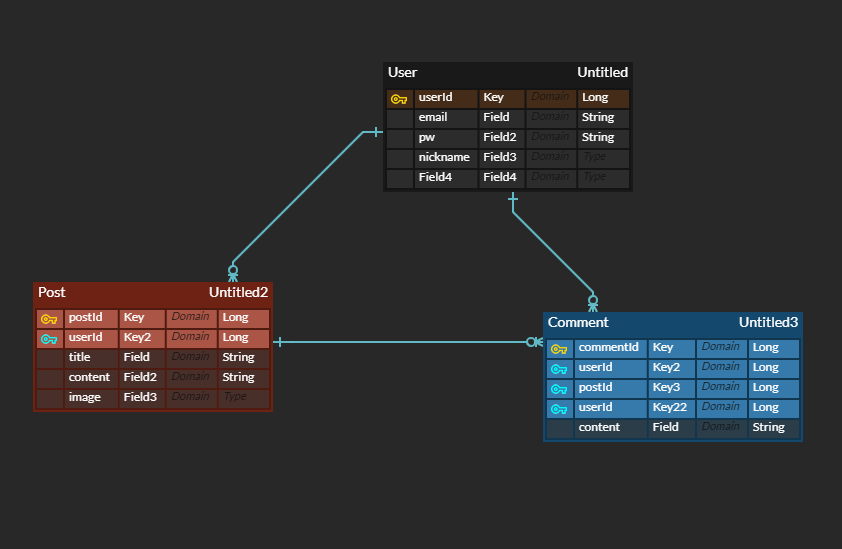 User Untitled
userId Key Domain Long
email Field Domain String
pw Field2 Domain String
nickname Field3 Domain Type
Field4 Field4 Domain Type
Post Untitled2
postId Key Domain Long
userId Key2 Domain Long
title Field Domain String
content Field2 Domain String
image Field3 Domain Type
Comment Untitled3
commentId Key Domain Long
userId Key2 Domain Long
postId Key3 Domain Long
userId Key22 Domain Long
content Field Domain String